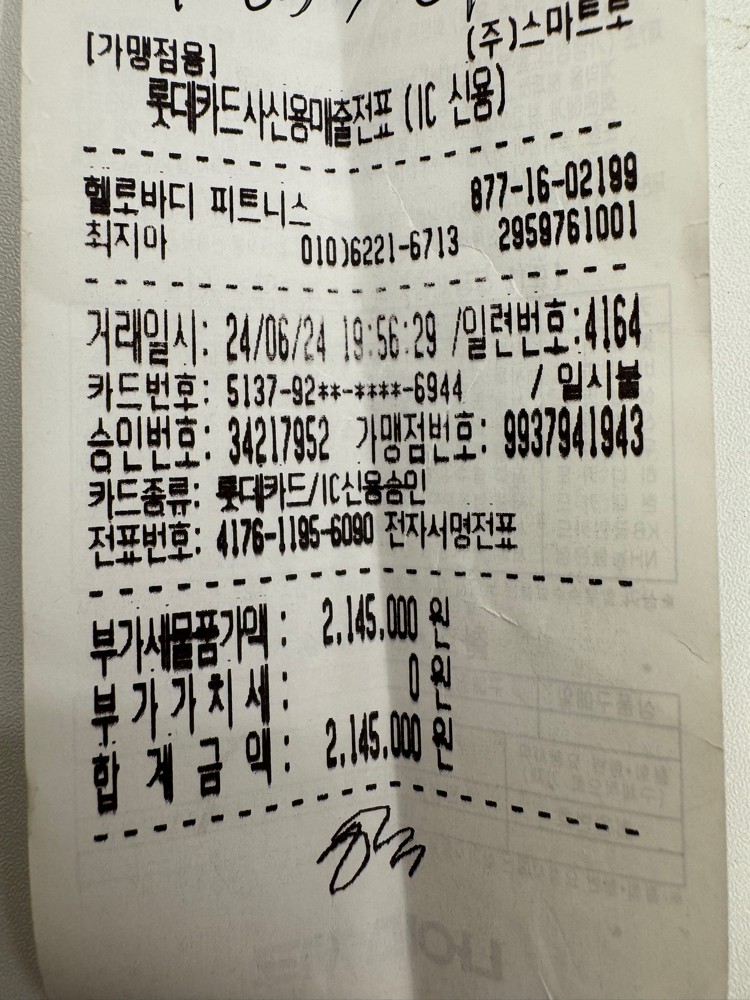 (주)스마트로
[가맹점용]
롯데카드사신용매출전표(IC 신용)
헬로바디 피트니스 877-16-02199
최지아 010)6221-6713 2959761001
거래일시: 24/06/24 19:56:29 /일련번호:4164
카드번호: 5137-92**-****-6944 / 일시불
승인번호: 34217952 가맹점번호: 9937941943
카드종류: 롯데카드/IC신용승인
전표번호: 4176-1195-6090 전자서명전표
부가세물품가액: 2,145,000 원
부가가치세: 0 원
합계금액: 2,145,000 원